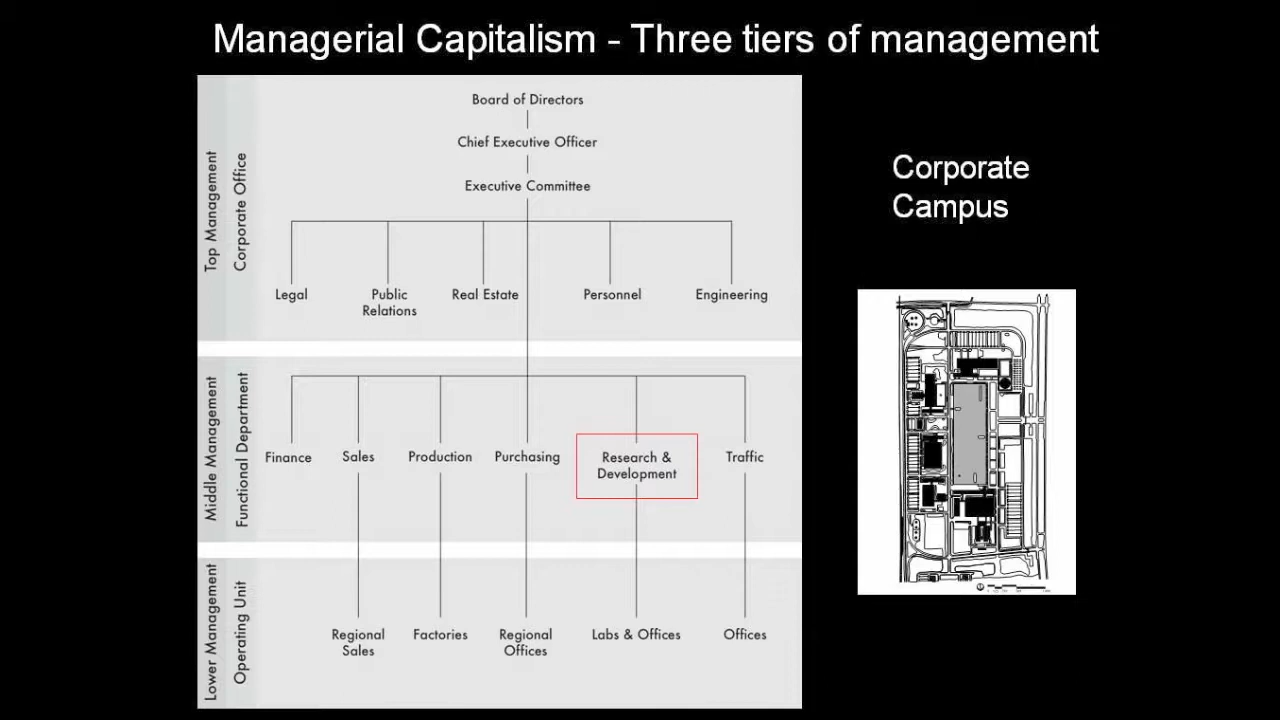 Managerial Capitalism - Three tiers of management
Board of Directors
Chief Executive Officer
Executive Committee
Top Management
Corporate Office
Legal
Public
Relations
Real Estate
Personnel
Engineering
Middle Management
Functional Department
Finance
Sales
Production
Purchasing
Research &
Development
Traffic
Lower Management
Operating Unit
Regional
Sales
Factories
Regional
Offices
Labs & Offices
Offices
Corporate
Campus